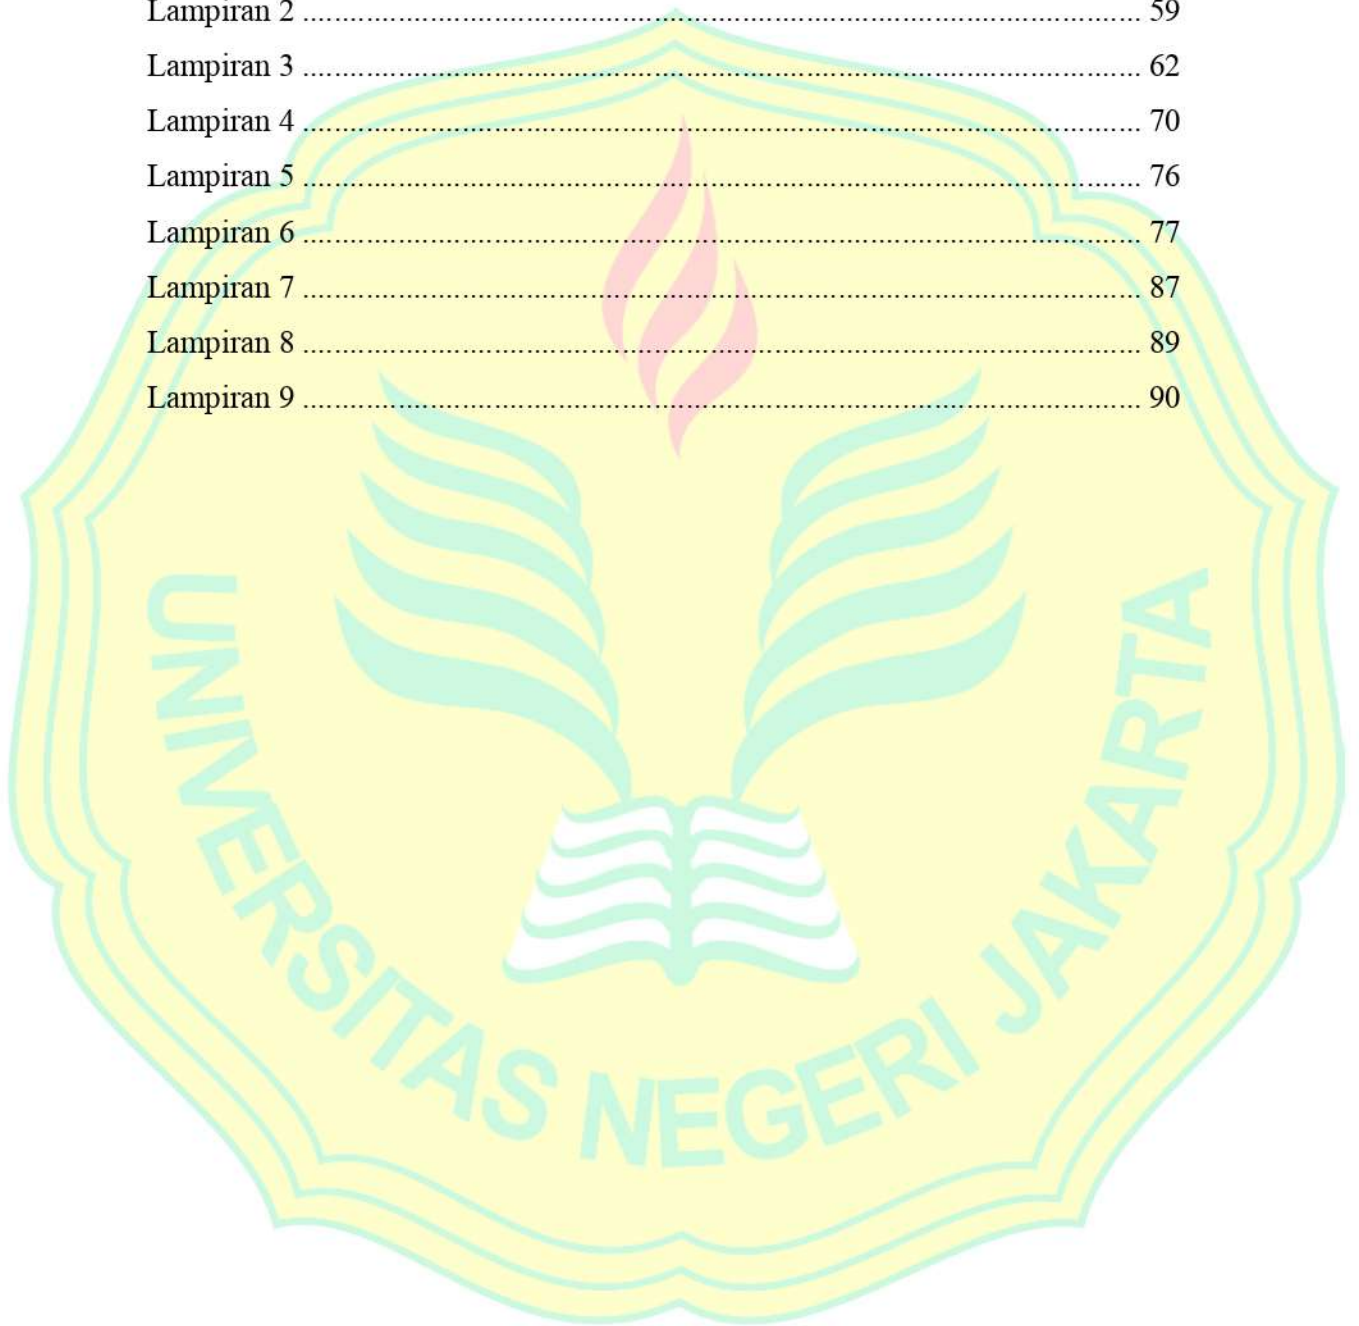 Lampiran 2 ........................................................................................................ 59
Lampiran 3 ........................................................................................................ 62
Lampiran 4 ........................................................................................................ 70
Lampiran 5 ........................................................................................................ 76
Lampiran 6 ........................................................................................................ 77
Lampiran 7 ........................................................................................................ 87
Lampiran 8 ........................................................................................................ 89
Lampiran 9 ........................................................................................................ 90
UNIVERSITAS NEGERI JAKARTA